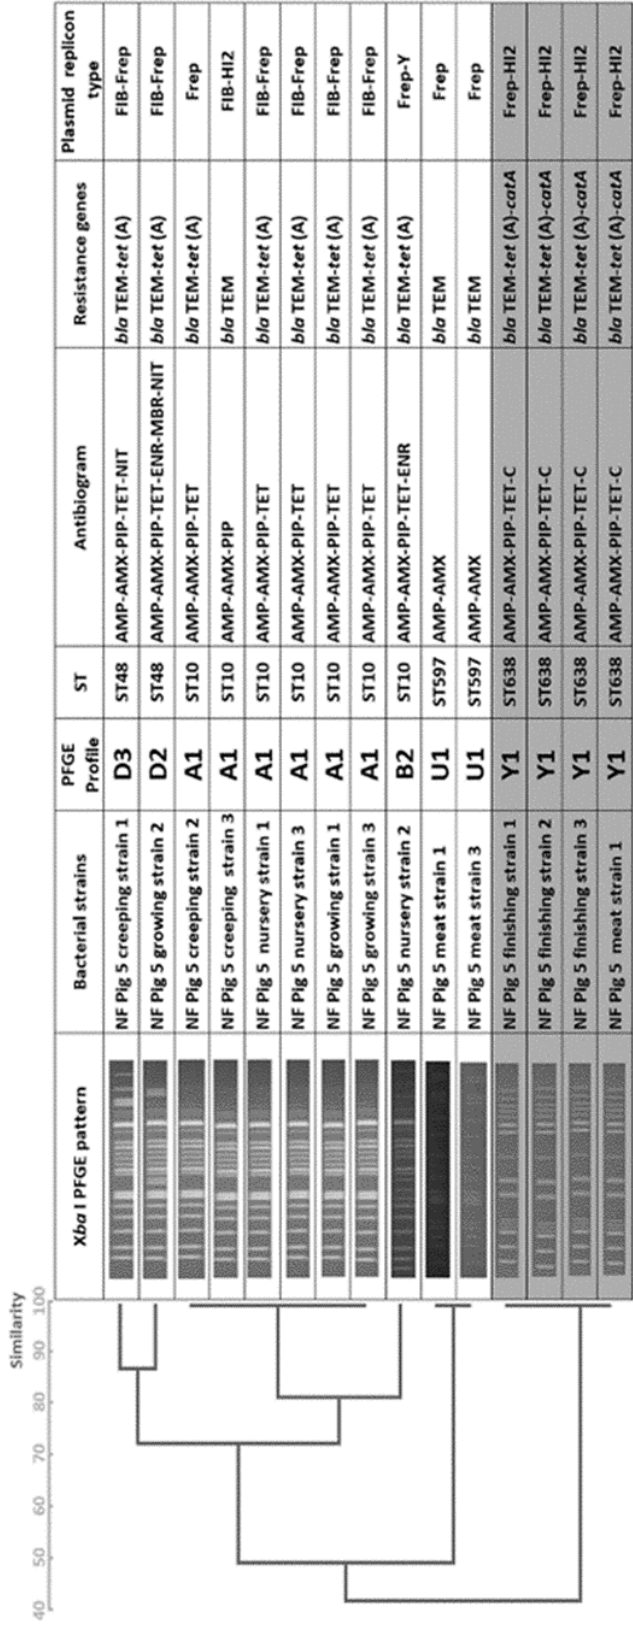 Similarity
40 50 60 70 80 90 100
Xba I PFGE pattern Bacterial strains PFGE Profile ST Antibiogram Resistance genes Plasmid replicon type
NF Pig 5 creeping strain 1 D3 ST48 AMP-AMX-PIP-TET-NIT bla TEM-tet (A) FIB-Frep
NF Pig 5 growing strain 2 D2 ST48 AMP-AMX-PIP-TET-ENR-MBR-NIT bla TEM-tet (A) FIB-Frep
NF Pig 5 creeping strain 2 A1 ST10 AMP-AMX-PIP-TET bla TEM-tet (A) Frep
NF Pig 5 creeping strain 3 A1 ST10 AMP-AMX-PIP bla TEM FIB-HI2
NF Pig 5 nursery strain 1 A1 ST10 AMP-AMX-PIP-TET bla TEM-tet (A) FIB-Frep
NF Pig 5 nursery strain 3 A1 ST10 AMP-AMX-PIP-TET bla TEM-tet (A) FIB-Frep
NF Pig 5 growing strain 1 A1 ST10 AMP-AMX-PIP-TET bla TEM-tet (A) FIB-Frep
NF Pig 5 growing strain 3 A1 ST10 AMP-AMX-PIP-TET bla TEM-tet (A) FIB-Frep
NF Pig 5 nursery strain 2 B2 ST10 AMP-AMX-PIP-TET-ENR bla TEM-tet (A) Frep-Y
NF Pig 5 meat strain 1 U1 ST597 AMP-AMX bla TEM Frep
NF Pig 5 meat strain 3 U1 ST597 AMP-AMX bla TEM Frep
NF Pig 5 finishing strain 1 Y1 ST638 AMP-AMX-PIP-TET-C bla TEM-tet (A)-catA Frep-HI2
NF Pig 5 finishing strain 2 Y1 ST638 AMP-AMX-PIP-TET-C bla TEM-tet (A)-catA Frep-HI2
NF Pig 5 finishing strain 3 Y1 ST638 AMP-AMX-PIP-TET-C bla TEM-tet (A)-catA Frep-HI2
NF Pig 5 meat strain 1 Y1 ST638 AMP-AMX-PIP-TET-C bla TEM-tet (A)-catA Frep-HI2